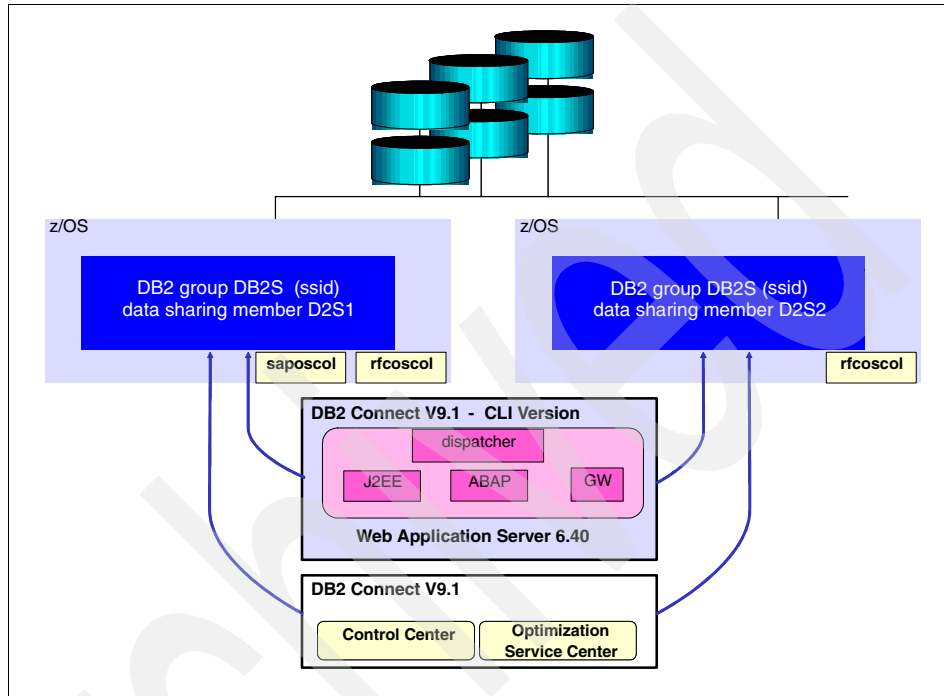 z/OS
DB2 group DB2S (ssid)
data sharing member D2S1
saposcol
rfcoscol
z/OS
DB2 group DB2S (ssid)
data sharing member D2S2
rfcoscol
DB2 Connect V9.1 - CLI Version
dispatcher
J2EE
ABAP
GW
Web Application Server 6.40
DB2 Connect V9.1
Control Center
Optimization
Service Center